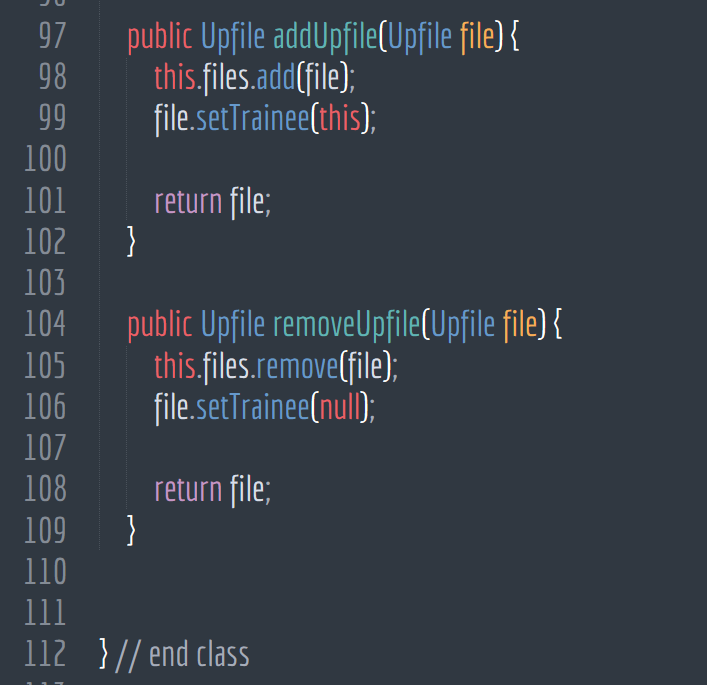 97 public Upfile addUpfile(Upfile file) {
98 this.files.add(file);
99 file.setTrainee(this);
100
101 return file;
102 }
103
104 public Upfile removeUpfile(Upfile file) {
105 this.files.remove(file);
106 file.setTrainee(null);
107
108 return file;
109 }
110
111
112 } // end class